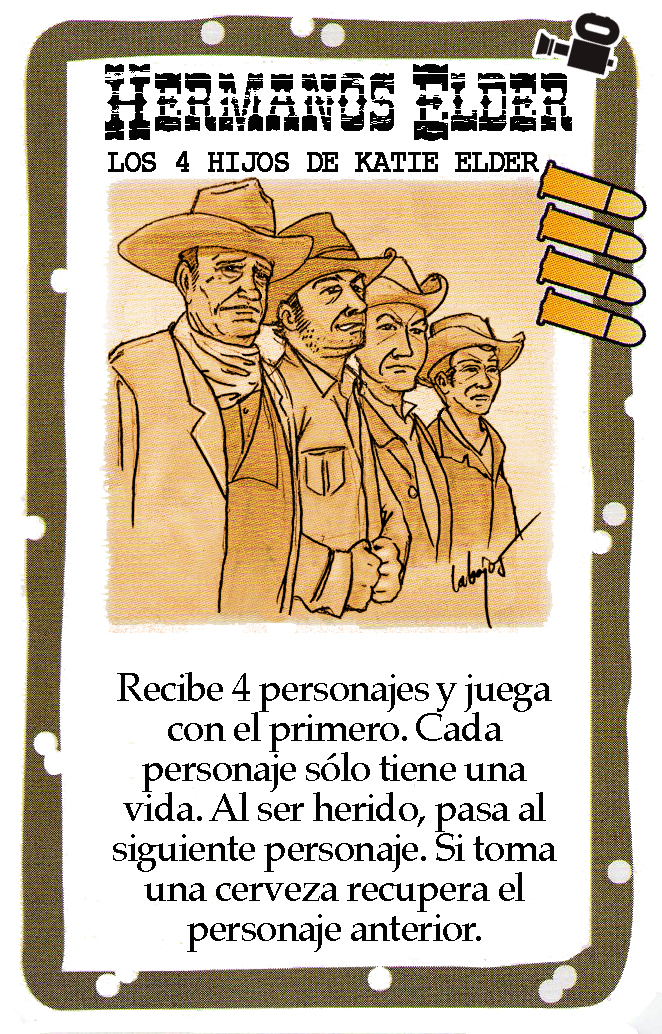 HERMANOS ELDER
LOS 4 HIJOS DE KATIE ELDER
labajos
Recibe 4 personajes y juega
con el primero. Cada
personaje sólo tiene una
vida. Al ser herido, pasa al
siguiente personaje. Si toma
una cerveza recupera el
personaje anterior.